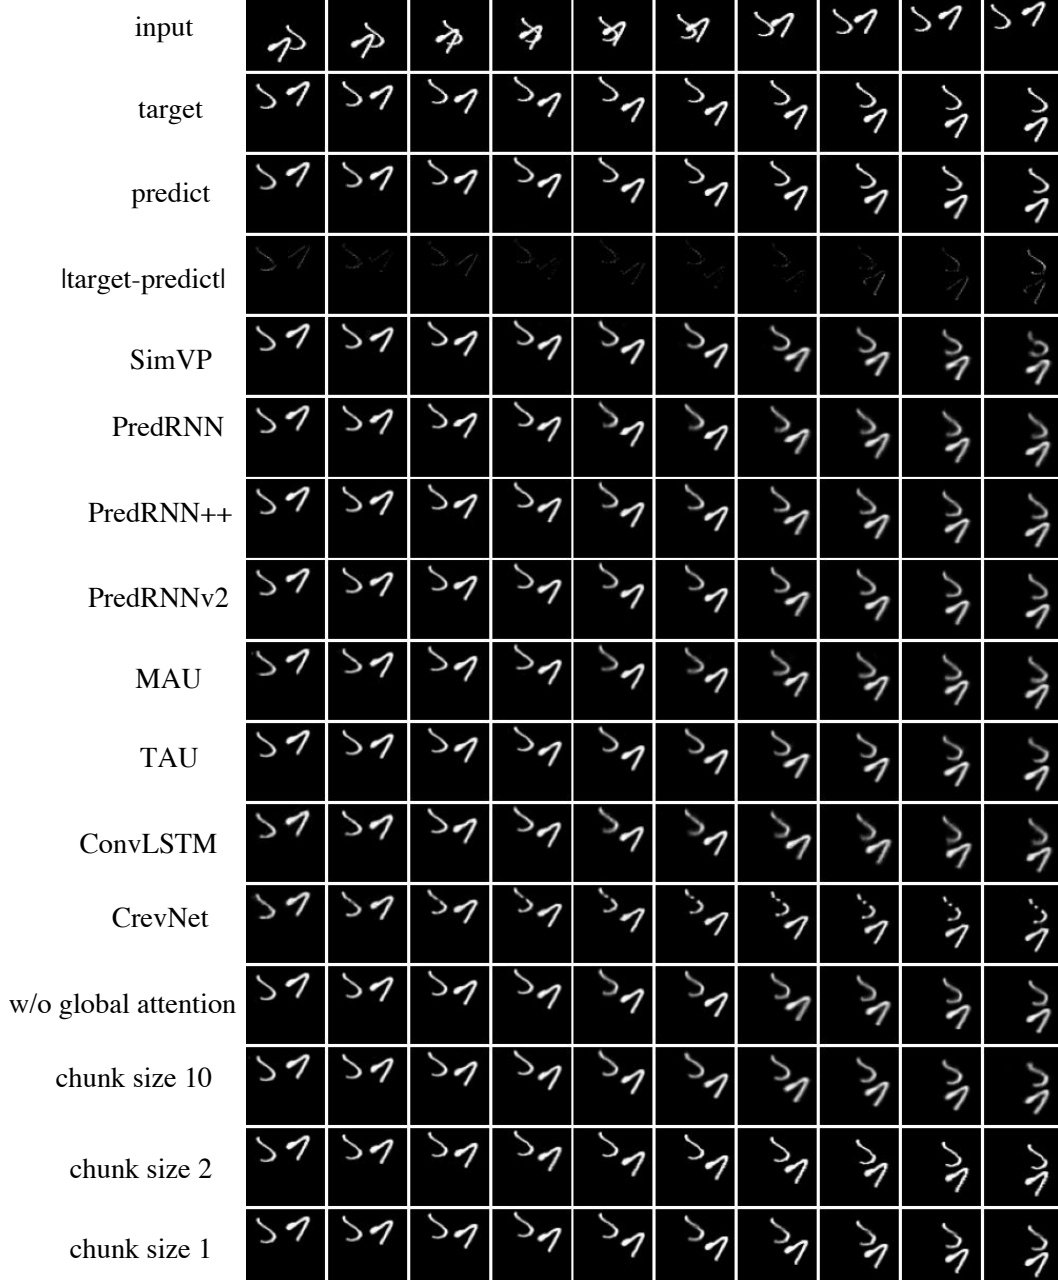 input
target
predict
|target-predict|
SimVP
PredRNN
PredRNN++
PredRNNv2
MAU
TAU
ConvLSTM
CrevNet
w/o global attention
chunk size 10
chunk size 2
chunk size 1